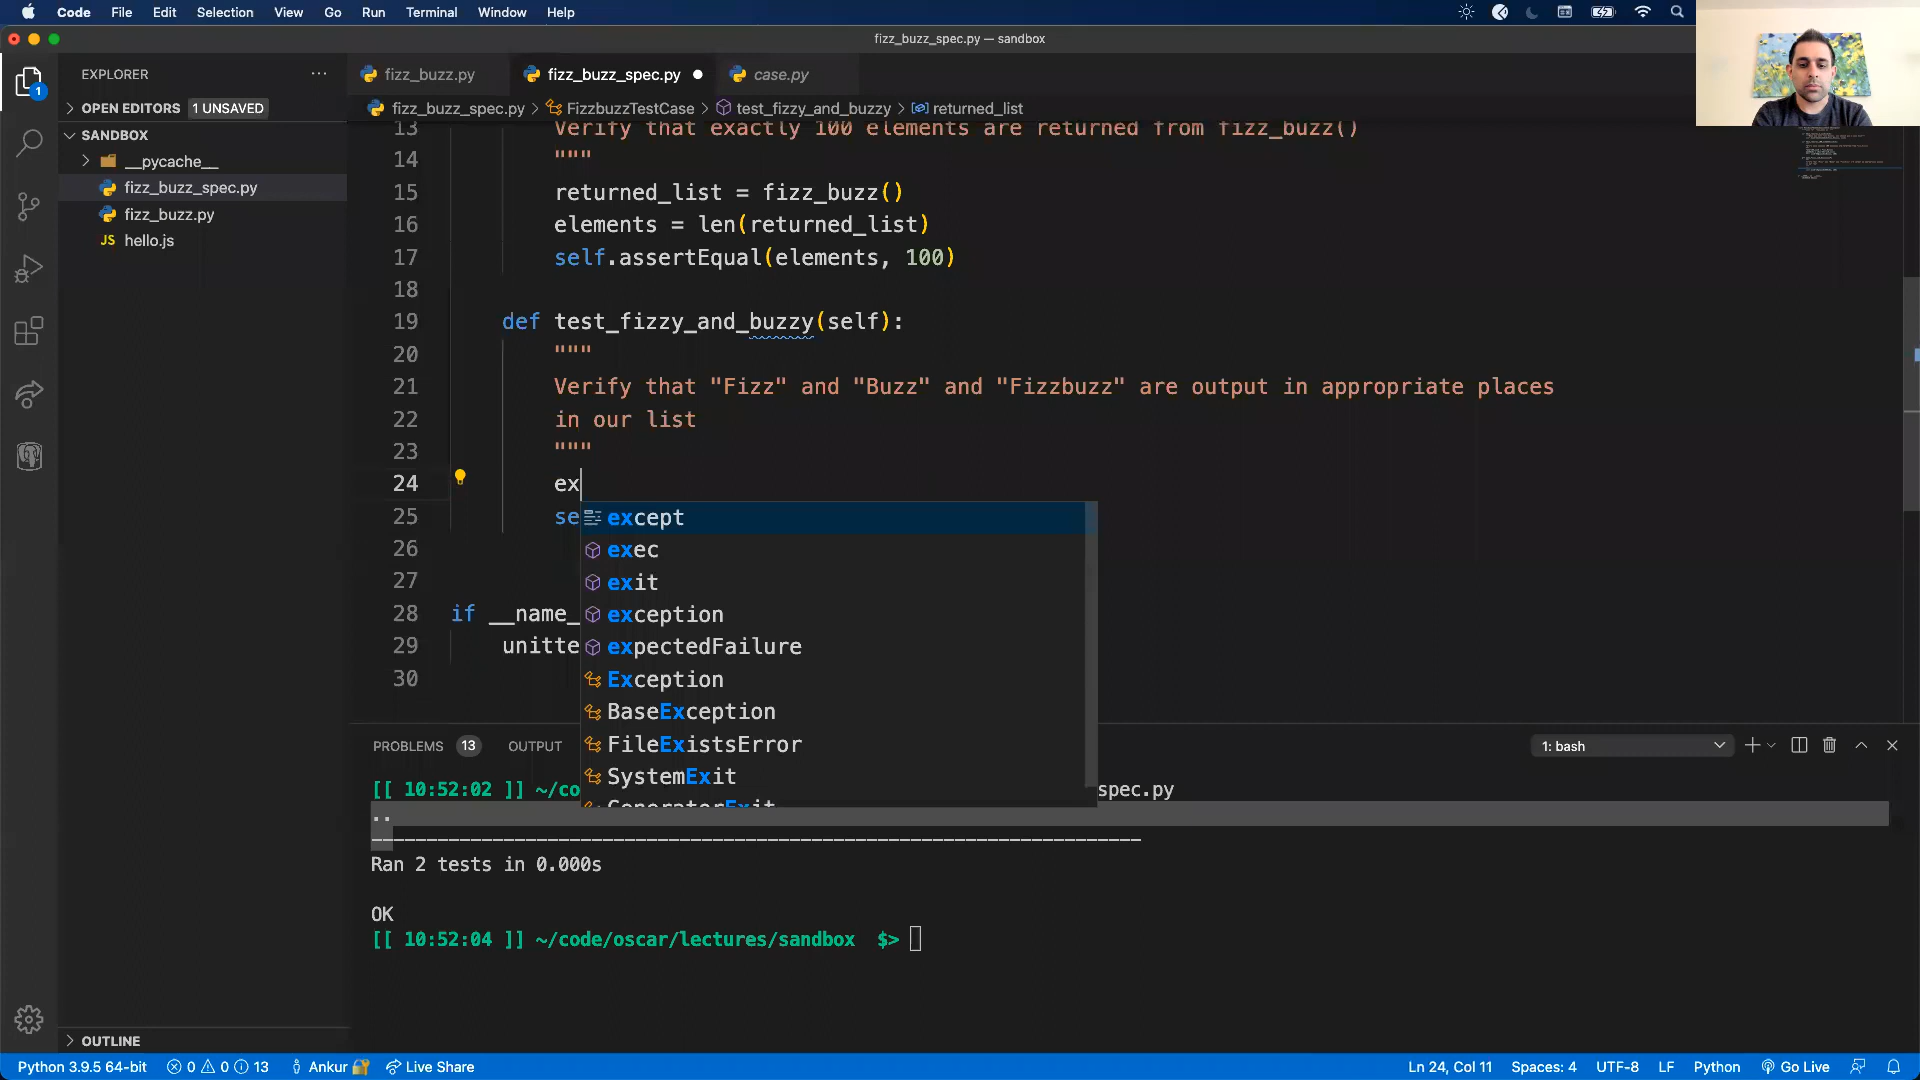 Code File Edit Selection View Go Run Terminal Window Help
fizz_buzz_spec.py — sandbox
EXPLORER
fizz_buzz.py fizz_buzz_spec.py case.py
OPEN EDITORS 1 UNSAVED
fizz_buzz_spec.py > FizzbuzzTestCase > test_fizzy_and_buzzy > returned_list
SANDBOX
__pycache__
fizz_buzz_spec.py
fizz_buzz.py
JS hello.js
1
13 Verify that exactly 100 elements are returned from fizz_buzz()
14 """
15 returned_list = fizz_buzz()
16 elements = len(returned_list)
17 self.assertEqual(elements, 100)
18
19 def test_fizzy_and_buzzy(self):
20 """
21 Verify that "Fizz" and "Buzz" and "Fizzbuzz" are output in appropriate places
22 in our list
23 """
24 ex
25 se
26
27
28 if __name_
29 unitte
30
except
exec
exit
exception
expectedFailure
Exception
BaseException
FileExistsError
SystemExit
GeneratorExit
PROBLEMS 13 OUTPUT 1: bash
[[ 10:52:02 ]] ~/co spec.py
..
----------------------------------------------------------------------
Ran 2 tests in 0.000s
OK
[[ 10:52:04 ]] ~/code/oscar/lectures/sandbox $>
OUTLINE
Python 3.9.5 64-bit 0 0 13 Ankur Live Share Ln 24, Col 11 Spaces: 4 UTF-8 LF Python Go Live